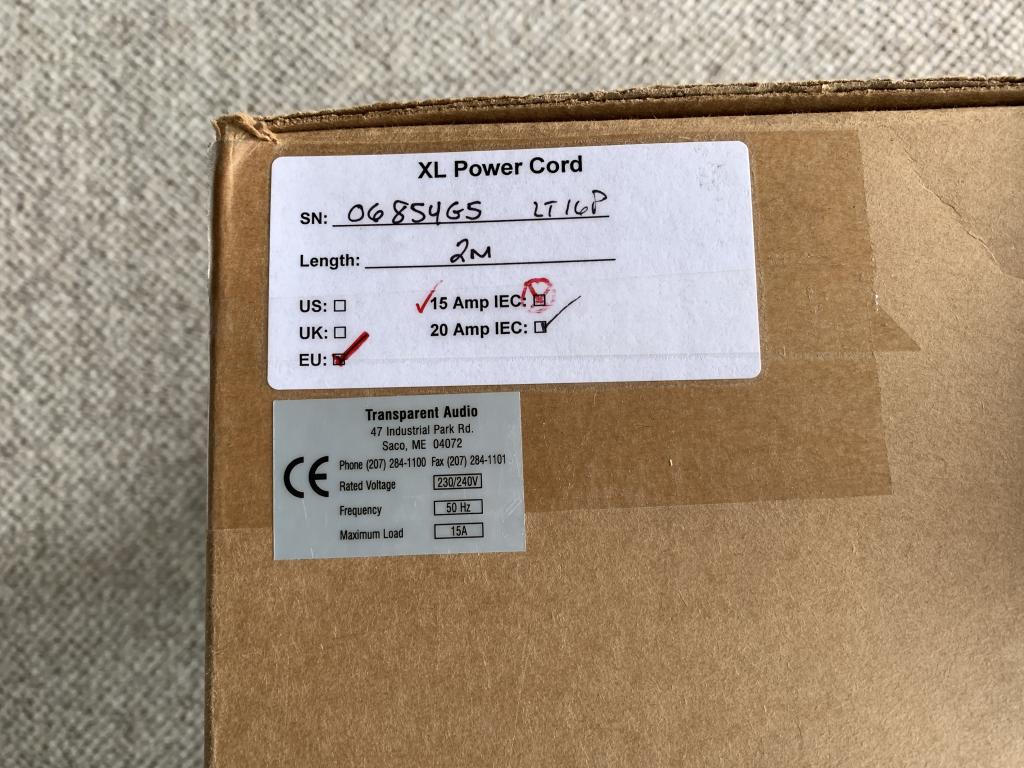 XL Power Cord
SN: 06854G5 LT16P
Length: 2M
US:
15 Amp IEC:
UK:
20 Amp IEC:
EU:
Transparent Audio
47 Industrial Park Rd.
Saco, ME 04072
CE
Phone (207) 284-1100 Fax (207) 284-1101
Rated Voltage 230/240V
Frequency 50 Hz
Maximum Load 15A